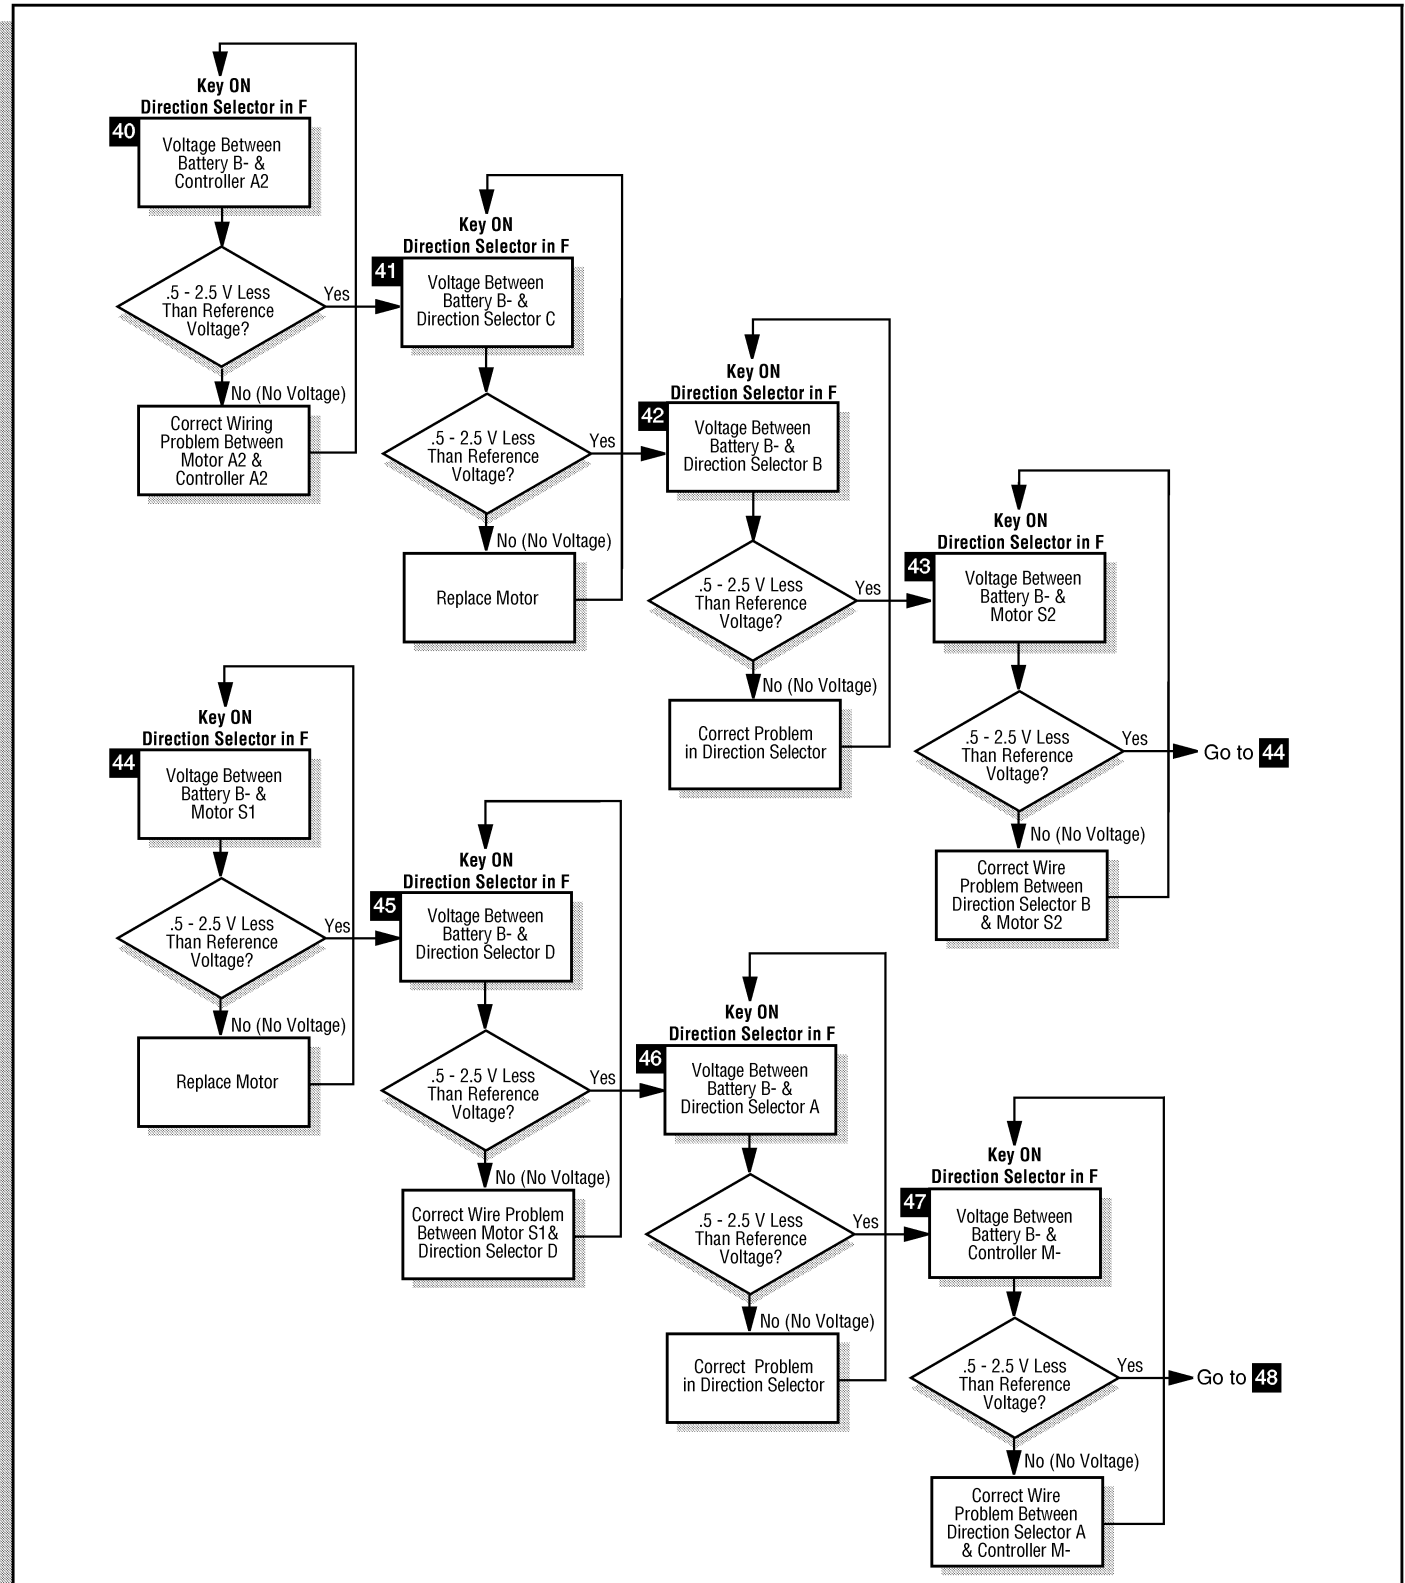 Key ON
Direction Selector in F
40
Voltage Between
Battery B- &
Controller A2
.5 - 2.5 V Less
Than Reference
Voltage?
Yes
No (No Voltage)
Correct Wiring
Problem Between
Motor A2 &
Controller A2
Key ON
Direction Selector in F
41
Voltage Between
Battery B- &
Direction Selector C
.5 - 2.5 V Less
Than Reference
Voltage?
Yes
No (No Voltage)
Replace Motor
Key ON
Direction Selector in F
42
Voltage Between
Battery B- &
Direction Selector B
.5 - 2.5 V Less
Than Reference
Voltage?
Yes
No (No Voltage)
Correct Problem
in Direction Selector
Key ON
Direction Selector in F
43
Voltage Between
Battery B- &
Motor S2
.5 - 2.5 V Less
Than Reference
Voltage?
Yes
Go to 44
No (No Voltage)
Correct Wire
Problem Between
Direction Selector B
& Motor S2
Key ON
Direction Selector in F
44
Voltage Between
Battery B- &
Motor S1
.5 - 2.5 V Less
Than Reference
Voltage?
Yes
No (No Voltage)
Replace Motor
Key ON
Direction Selector in F
45
Voltage Between
Battery B- &
Direction Selector D
.5 - 2.5 V Less
Than Reference
Voltage?
Yes
No (No Voltage)
Correct Wire Problem
Between Motor S1&
Direction Selector D
Key ON
Direction Selector in F
46
Voltage Between
Battery B- &
Direction Selector A
.5 - 2.5 V Less
Than Reference
Voltage?
Yes
No (No Voltage)
Correct Problem
in Direction Selector
Key ON
Direction Selector in F
47
Voltage Between
Battery B- &
Controller M-
.5 - 2.5 V Less
Than Reference
Voltage?
Yes
Go to 48
No (No Voltage)
Correct Wire
Problem Between
Direction Selector A
& Controller M-